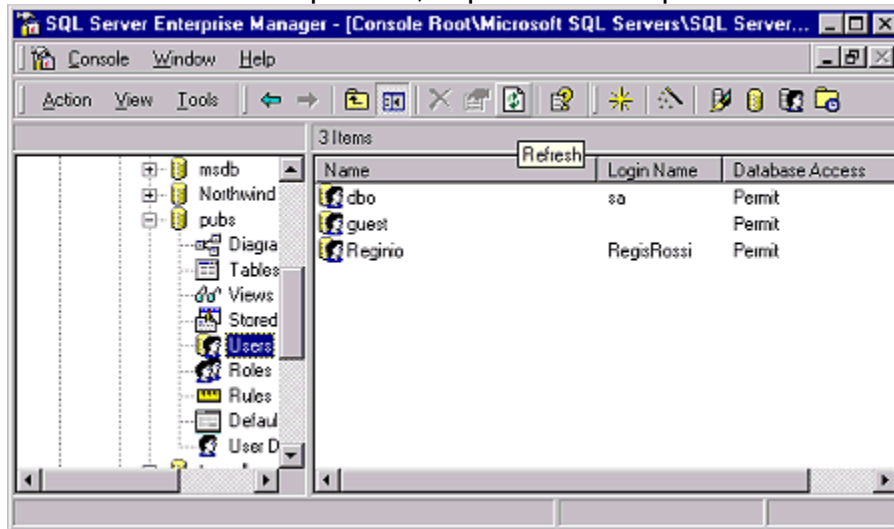 SQL Server Enterprise Manager - [Console Root\Microsoft SQL Servers\SQL Server...
Console Window Help
Action View Tools
3 Items
Refresh
Name Login Name Database Access
msdb
Northwind
pubs
Diagra
Tables
Views
Stored
Users
Roles
Rules
Defaul
User D
dbo sa Permit
guest Permit
Reginio RegisRossi Permit